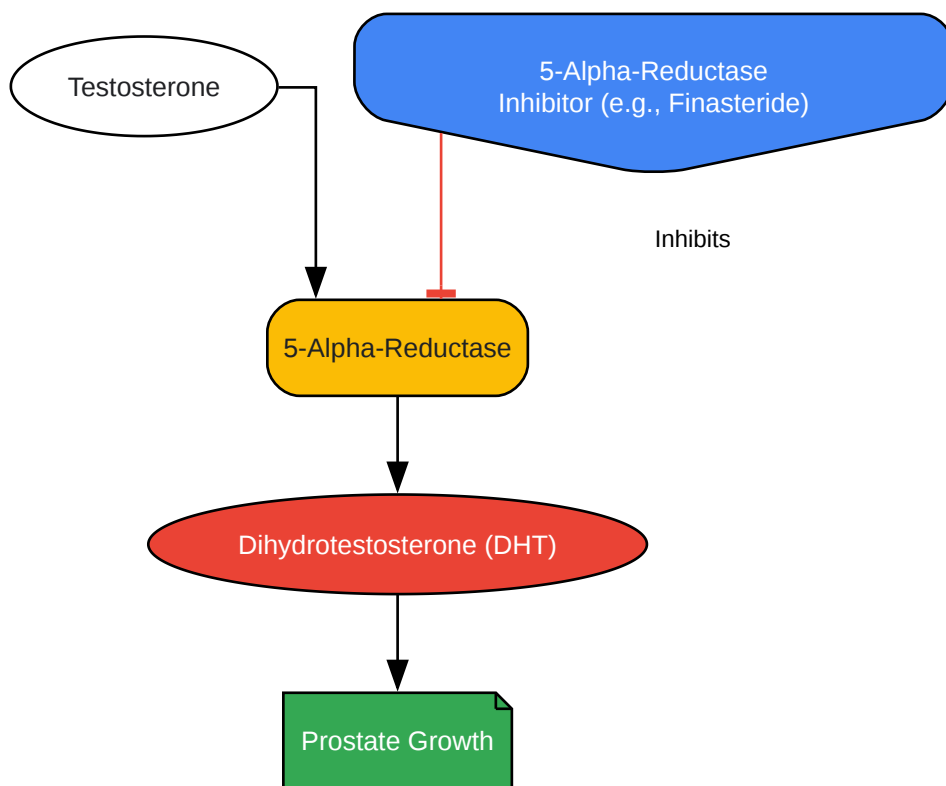 Testosterone
5-Alpha-Reductase
Inhibitor (e.g., Finasteride)
Inhibits
5-Alpha-Reductase
Dihydrotestosterone (DHT)
Prostate Growth